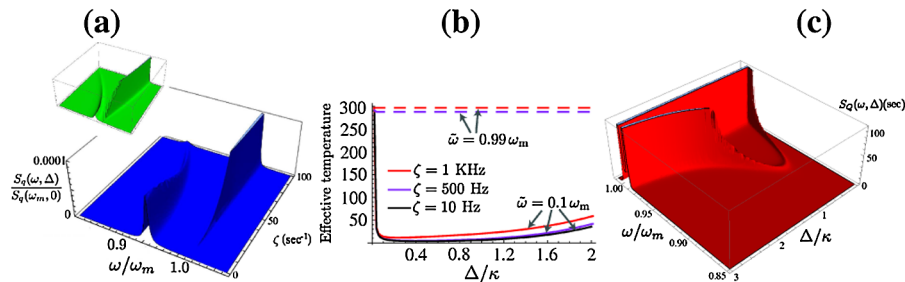 (a)
(b)
(c)
0.0001
S_q(ω,Δ)
S_q(ω_m,0)
0
0.9
1.0
ω/ω_m
100
50
0
ζ (sec⁻¹)
Effective temperature
300
250
200
150
100
50
ω̃ = 0.99 ω_m
ζ = 1 KHz
ζ = 500 Hz
ζ = 10 Hz
ω̃ = 0.1 ω_m
0.4
0.8
1.2
1.6
2
Δ/κ
S_Q(ω,Δ)(sec)
100
50
0
1.00
0.95
0.90
0.85
ω/ω_m
0
1
2
3
Δ/κ